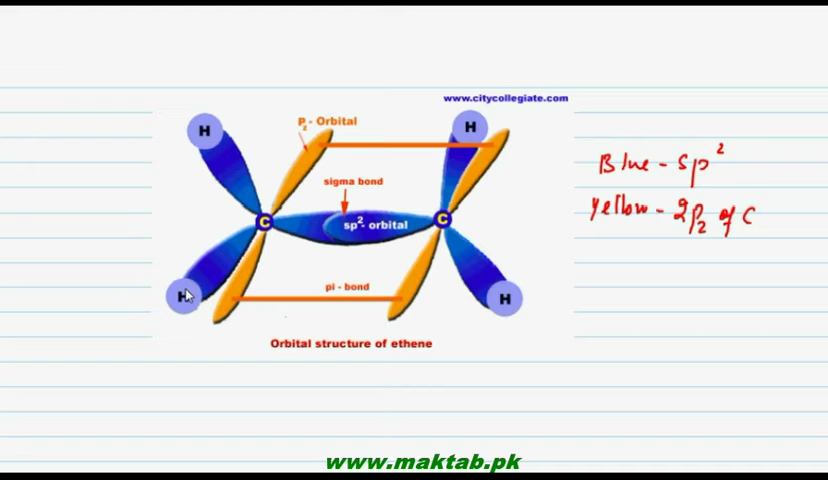 www.citycollegiate.com
H
Pz - Orbital
H
sigma bond
Blue - sp2
Yellow - 2pz of C
C
sp2- orbital
C
H
pi - bond
H
Orbital structure of ethene
www.maktab.pk